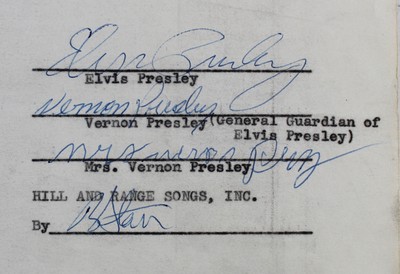 Elvis Presley
Elvis Presley
Vernon Presley
Vernon Presley(General Guardian of
Elvis Presley)
Mrs Vernon Presley
Mrs. Vernon Presley
HILL AND RANGE SONGS, INC.
By H Starr